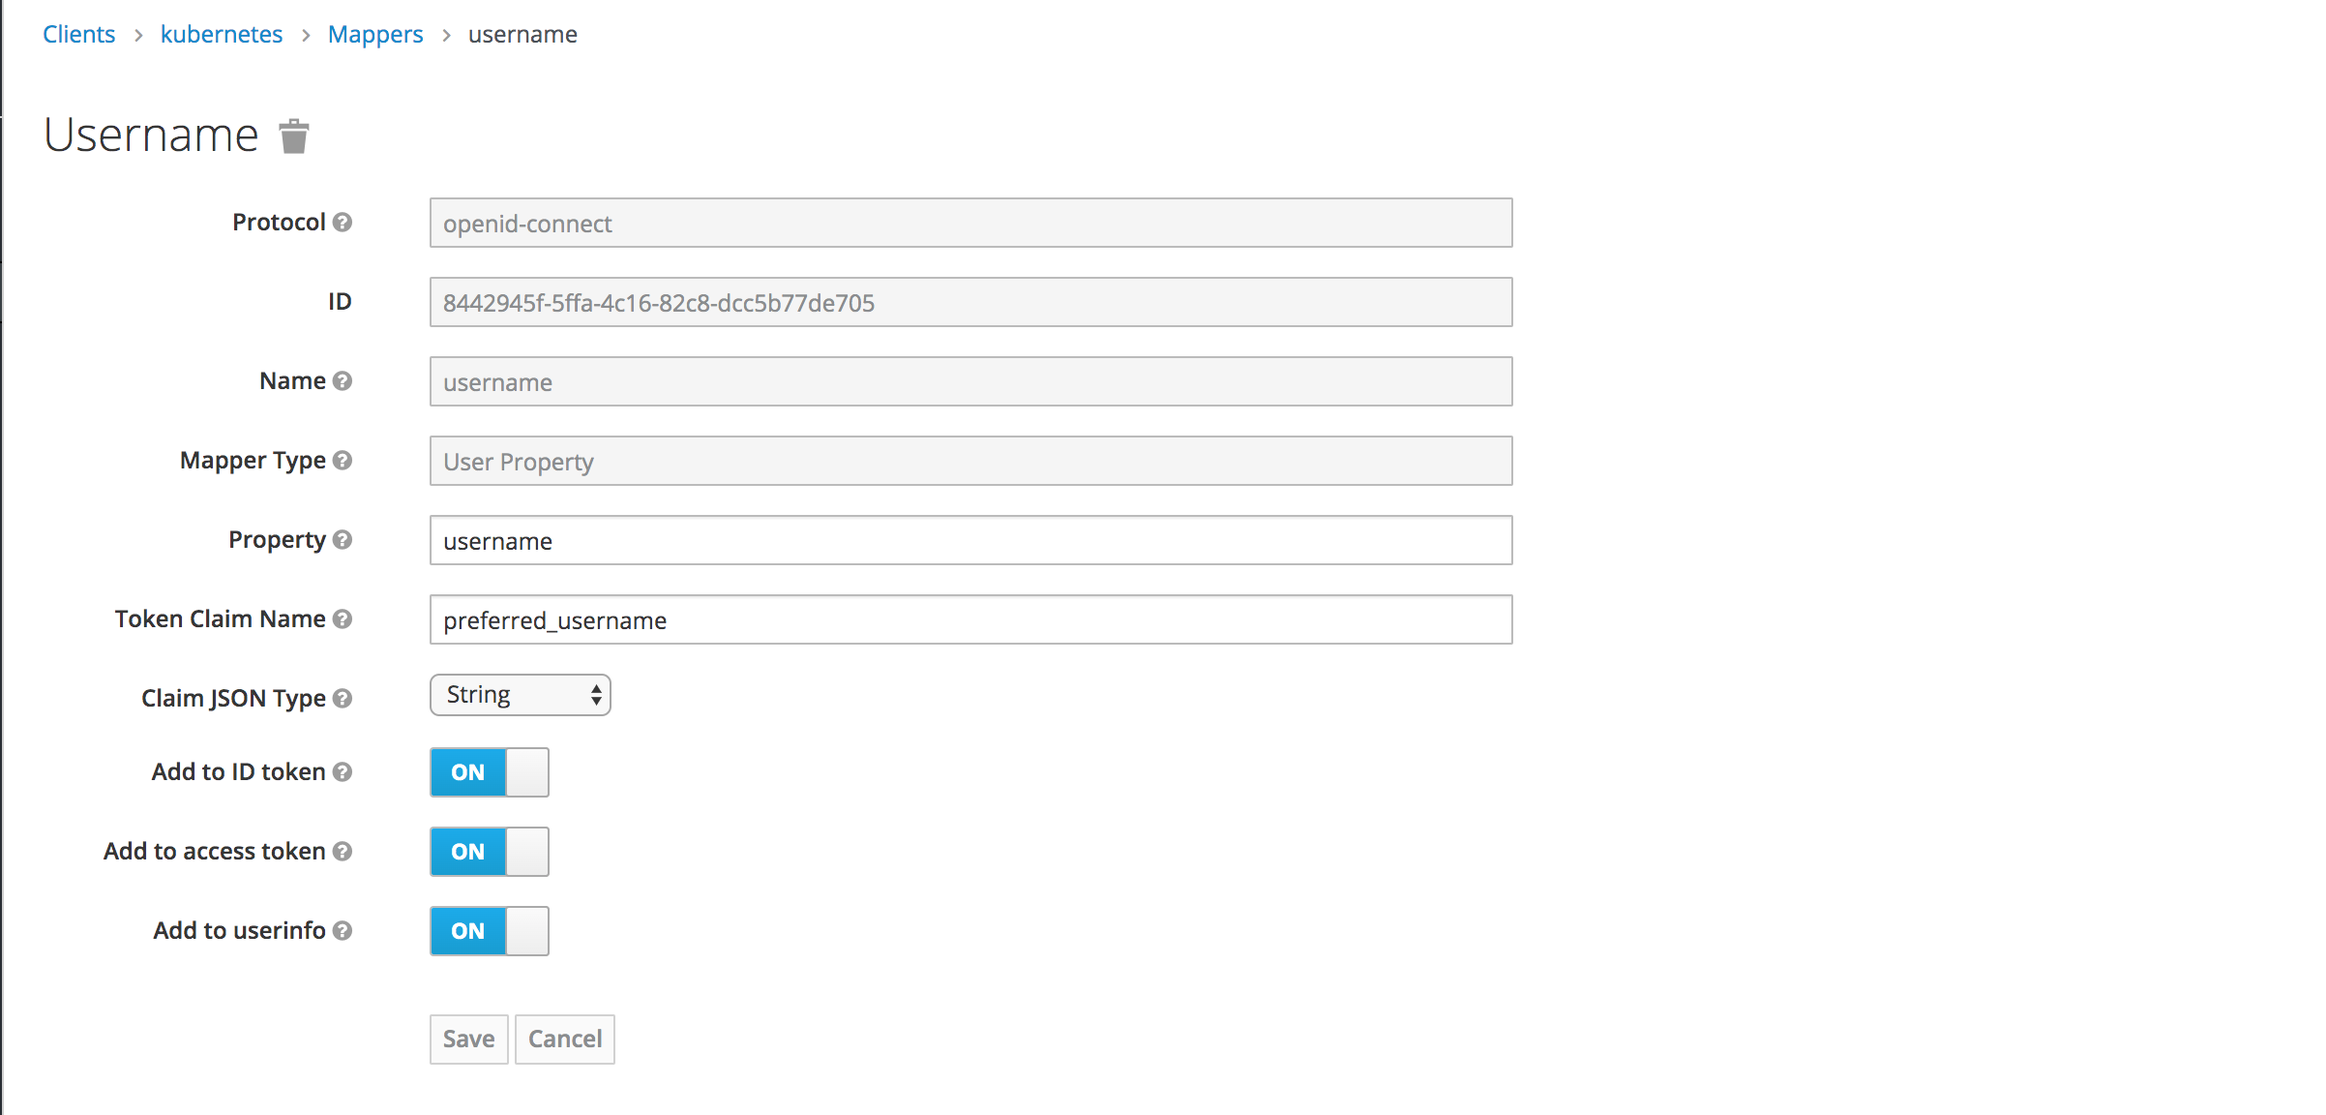 Clients > kubernetes > Mappers > username
Username
Protocol openid-connect
ID 8442945f-5ffa-4c16-82c8-dcc5b77de705
Name username
Mapper Type User Property
Property username
Token Claim Name preferred_username
Claim JSON Type String
Add to ID token ON
Add to access token ON
Add to userinfo ON
Save Cancel